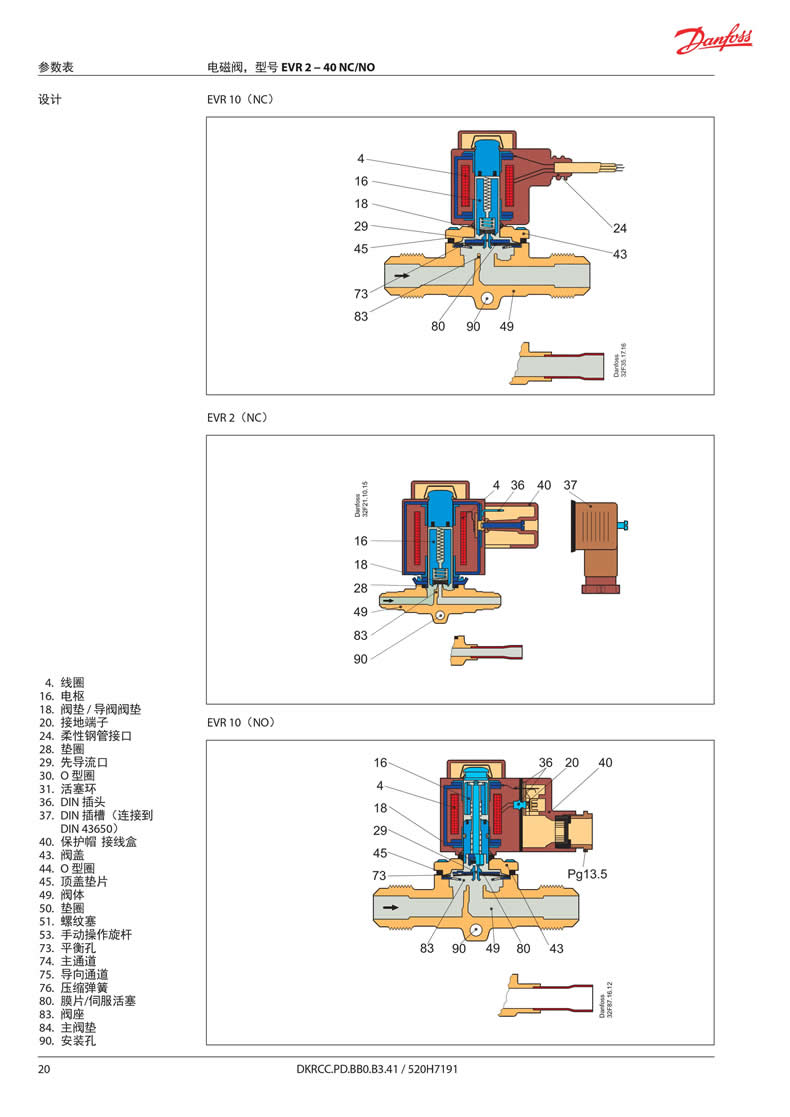 Danfoss
参数表
电磁阀，型号 EVR 2 – 40 NC/NO
设计
EVR 10（NC）
4
16
18
29
45
73
83
80
90
49
24
43
Danfoss
32F35.17.16
EVR 2（NC）
Danfoss
32F21.10.15
4
36
40
37
16
18
28
49
83
90
EVR 10（NO）
16
4
18
29
45
73
83
90
49
80
43
36
20
40
Pg13.5
Danfoss
32F87.16.12
4. 线圈
16. 电枢
18. 阀垫 / 导阀阀垫
20. 接地端子
24. 柔性钢管接口
28. 垫圈
29. 先导流口
30. O 型圈
31. 活塞环
36. DIN 插头
37. DIN 插槽（连接到
DIN 43650）
40. 保护帽 接线盒
43. 阀盖
44. O 型圈
45. 顶盖垫片
49. 阀体
50. 垫圈
51. 螺纹塞
53. 手动操作旋杆
73. 平衡孔
74. 主通道
75. 导向通道
76. 压缩弹簧
80. 膜片/伺服活塞
83. 阀座
84. 主阀垫
90. 安装孔
20
DKRCC.PD.BB0.B3.41 / 520H7191